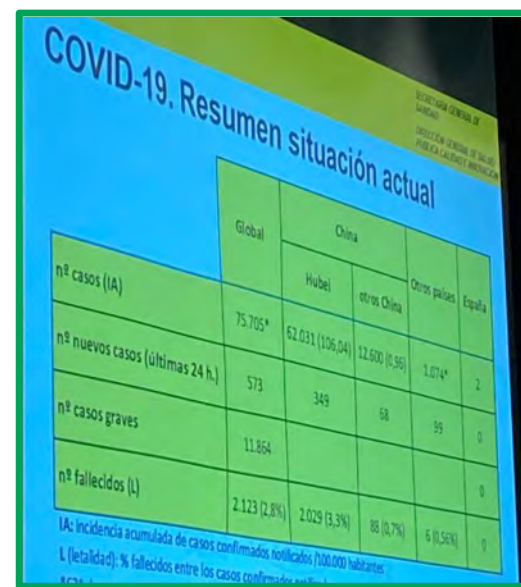 COVID-19. Resumen situación actual
SECRETARÍA GENERAL DE
SANIDAD
DIRECCIÓN GENERAL DE SALUD
PÚBLICA CALIDAD E INNOVACIÓN
Global China Otros países España
Hubei otros China
nº casos (IA) 75.705* 62.031 (106,04) 12.600 (0,96) 1.074* 2
nº nuevos casos (últimas 24 h.) 573 349 68 99 0
nº casos graves 11.864 0
nº fallecidos (L) 2.123 (2,8%) 2.029 (3,3%) 88 (0,7%) 6 (0,56%) 0
I.A: incidencia acumulada de casos confirmados notificados /100.000 habitantes
L (letalidad): % fallecidos entre los casos confirmados